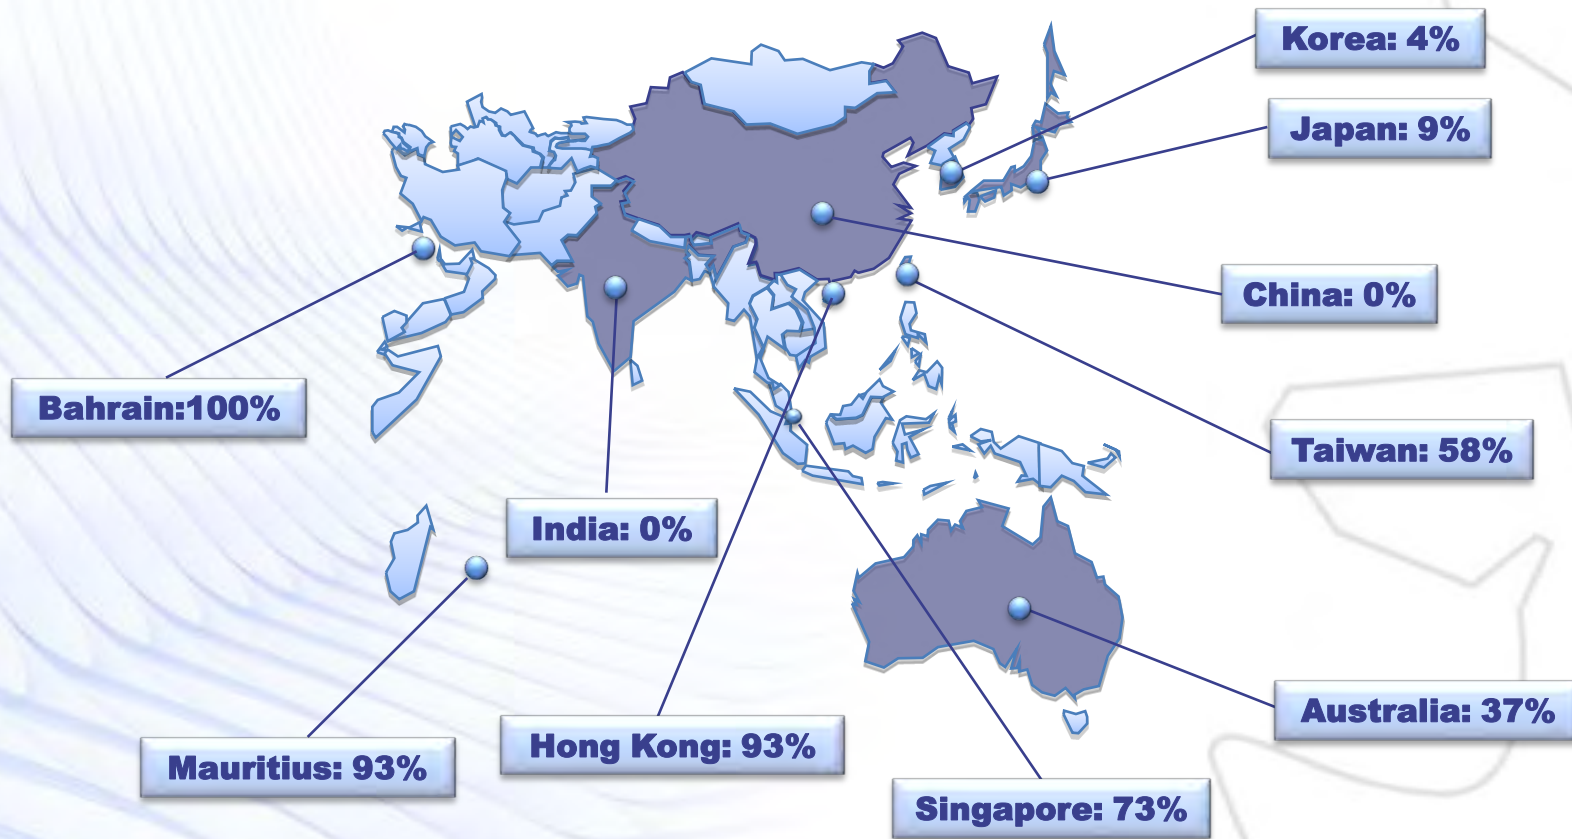 Korea: 4%
Japan: 9%
China: 0%
Bahrain:100%
Taiwan: 58%
India: 0%
Australia: 37%
Hong Kong: 93%
Mauritius: 93%
Singapore: 73%